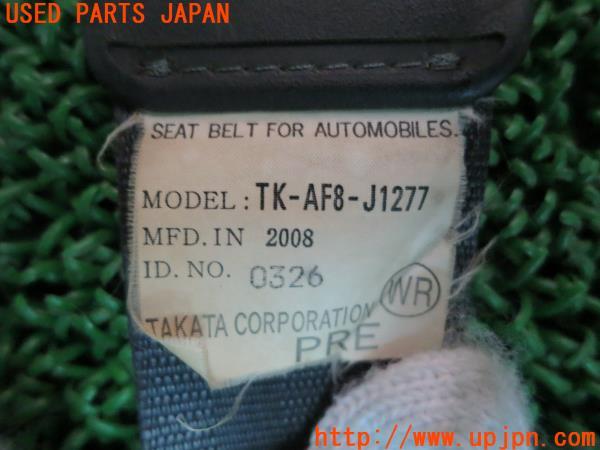 USED PARTS JAPAN
SEAT BELT FOR AUTOMOBILES.
MODEL: TK-AF8-J1277
MFD.IN 2008
ID. NO. 0326
WR
TAKATA CORPORATION
PRE
http://www.upjpn.com